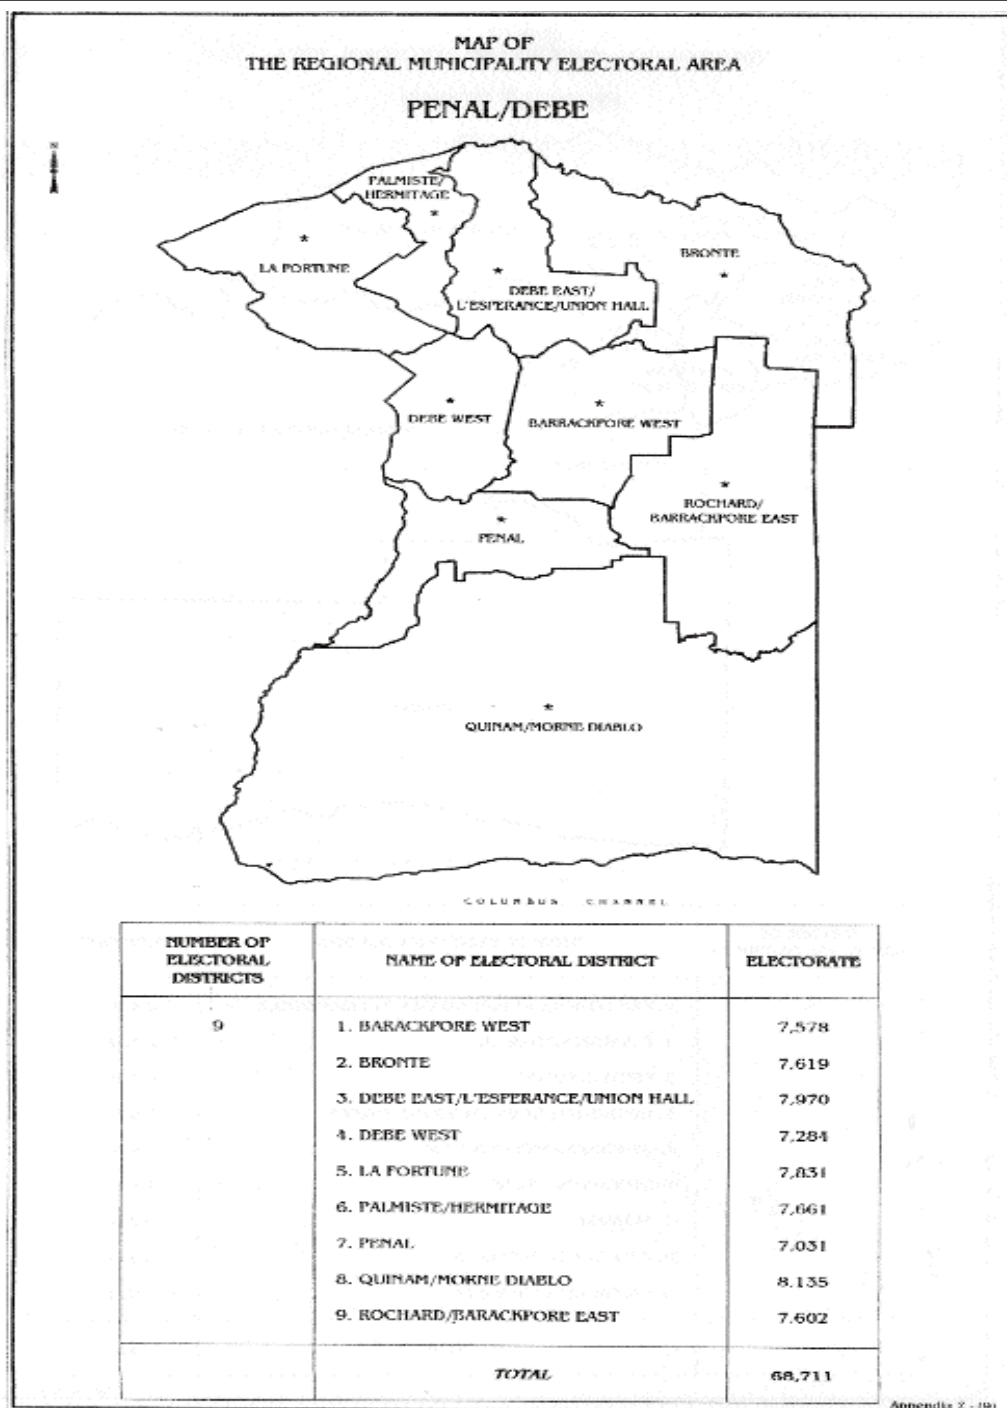 MAP OF
THE REGIONAL MUNICIPALITY ELECTORAL AREA
PENAL/DEBE
N
PALMISTE/
HERMITAGE
LA FORTUNE
BRONTE
DEBE EAST/
L'ESPERANCE/UNION HALL
DEBE WEST
BARRACKPORE WEST
ROCHARD/
BARRACKPORE EAST
PENAL
QUINAM/MORNE DIABLO
COLUMBUS CHANNEL
NUMBER OF ELECTORAL DISTRICTS NAME OF ELECTORAL DISTRICT ELECTORATE
9 1. BARACKPORE WEST 7,578
2. BRONTE 7.619
3. DEBE EAST/L'ESPERANCE/UNION HALL 7,970
4. DEBE WEST 7,284
5. LA FORTUNE 7,831
6. PALMISTE/HERMITAGE 7,661
7. PENAL 7.031
8. QUINAM/MORNE DIABLO 8.135
9. ROCHARD/BARACKPORE EAST 7.602
TOTAL 68,711
Appendix